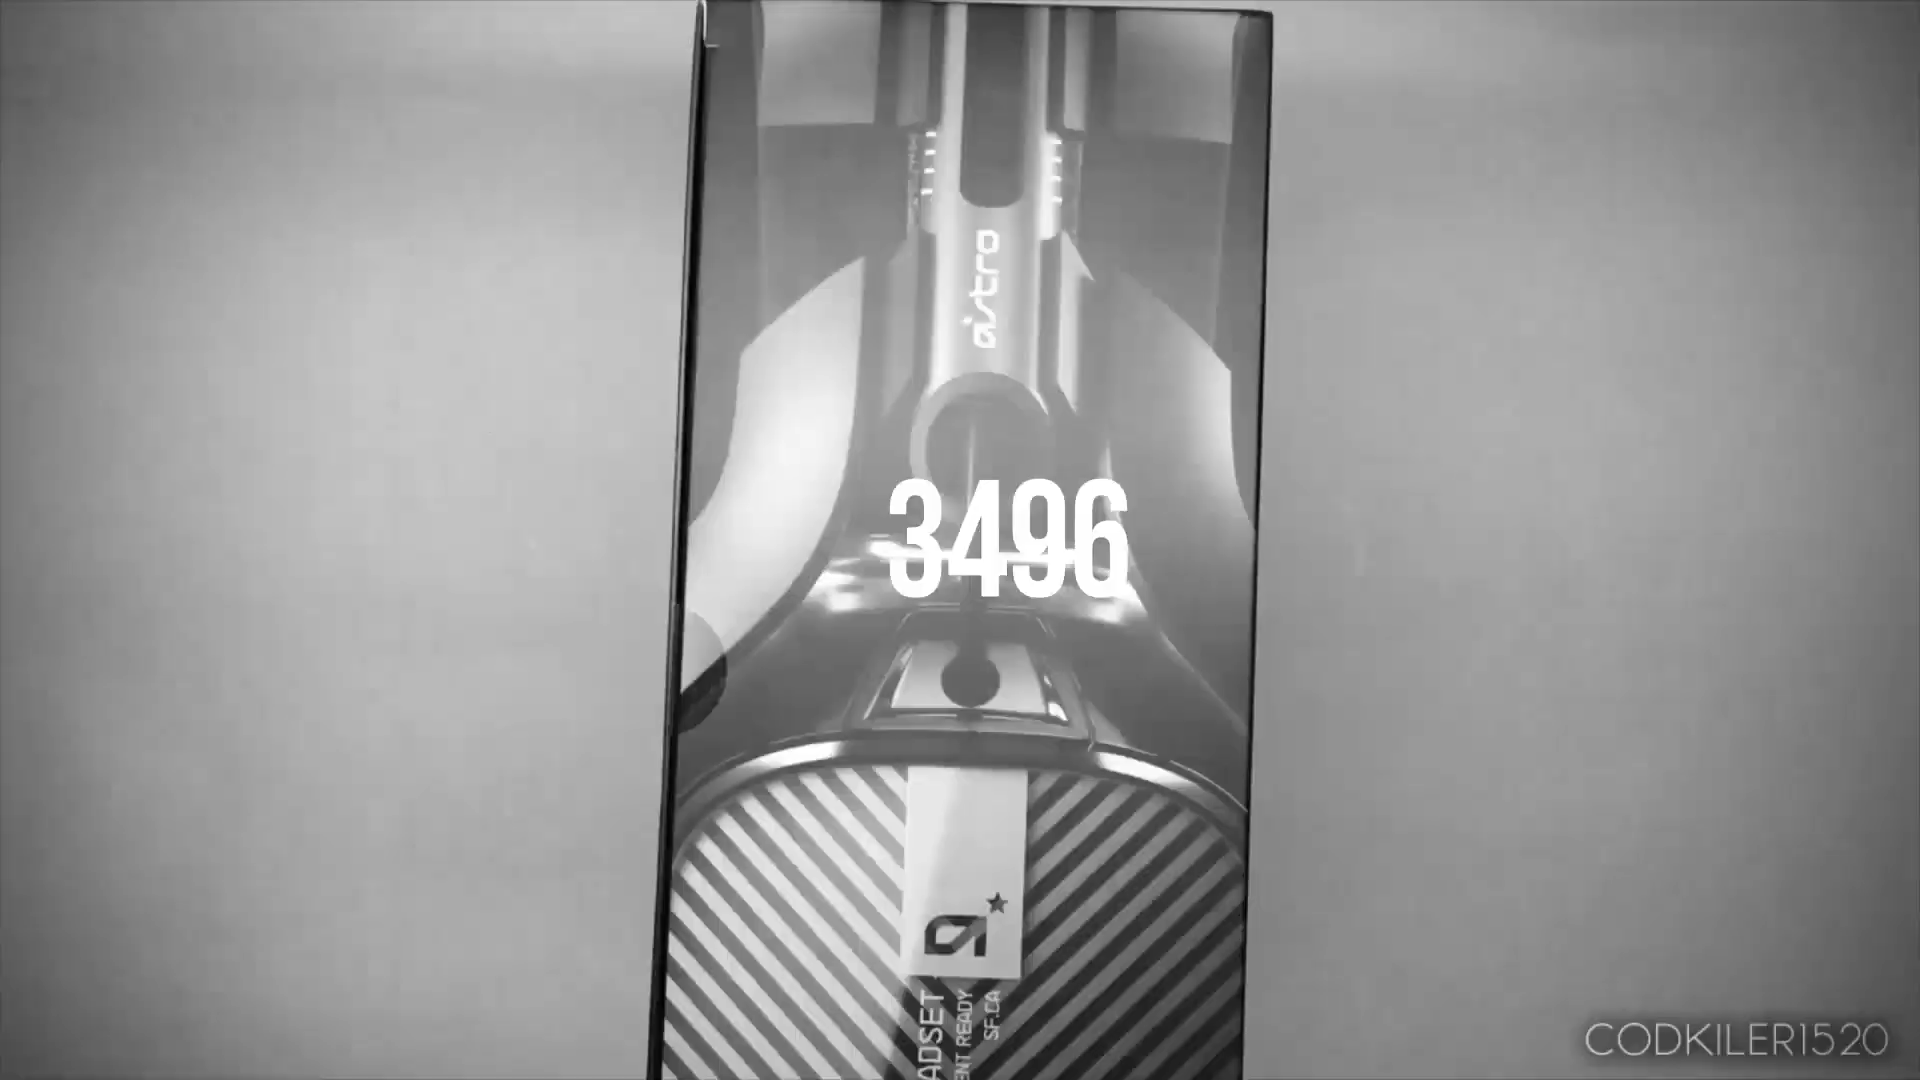 astro
3496
ADSET
ENT READY
SF.CA
CODKILER1520